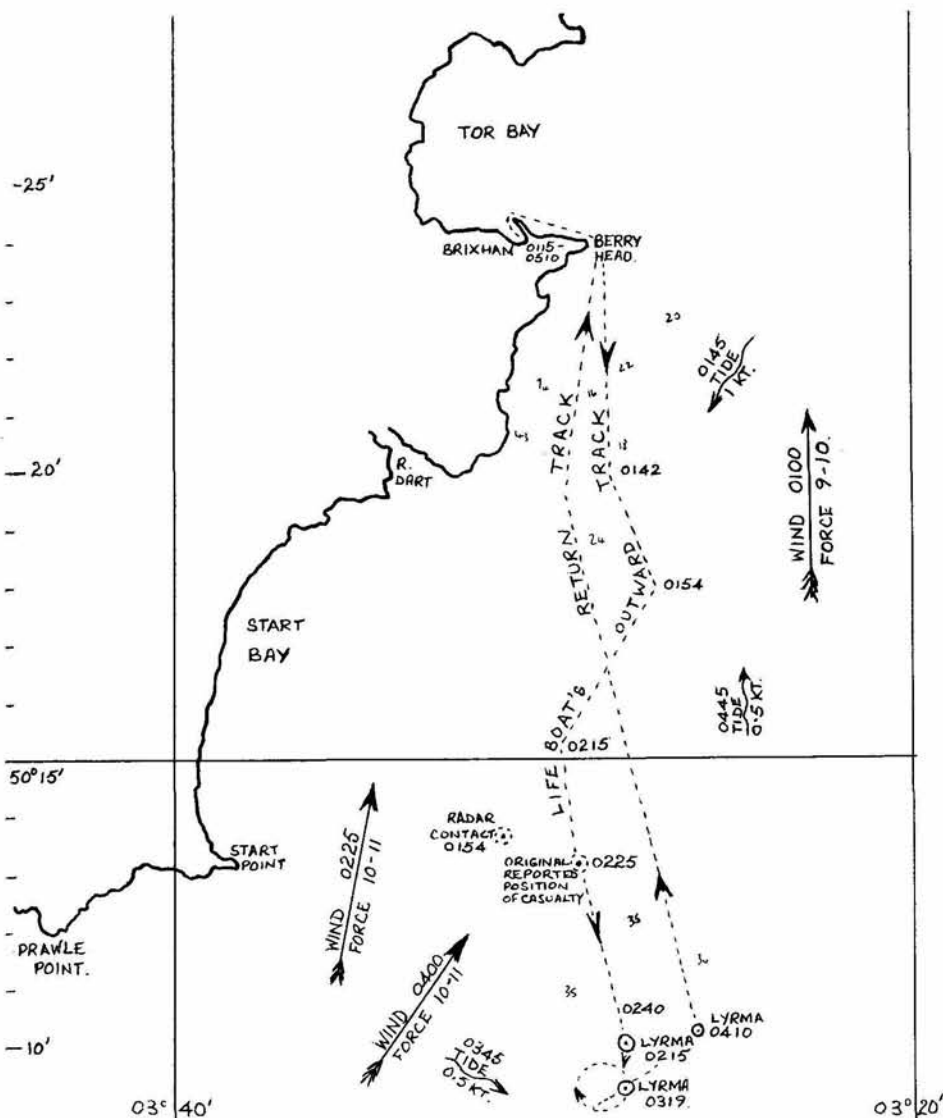 TOR BAY
-25'
BRIXHAN
0115-
0510
BERRY
HEAD.
20
0145
TIDE
1 KT.
22
16
43
13
TRACK
TRACK
0142
-20'
R.
DART
WIND 0100
FORCE 9-10.
24
RETURN
OUTWARD
0154
START
BAY
0445
TIDE
0.5 KT.
BOAT'S
0215
50°15'
LIFE
RADAR
CONTACT
0154
START
POINT
WIND 0225
FORCE 10-11
ORIGINAL
REPORTED
POSITION
OF CASUALTY
0225
35
PRAWLE
POINT.
WIND 0400
FORCE 10-11
35
0240
LYRMA
0410
-10'
0345
TIDE
0.5 KT.
LYRMA
0215
LYRMA
0319.
03°40'
03°20'